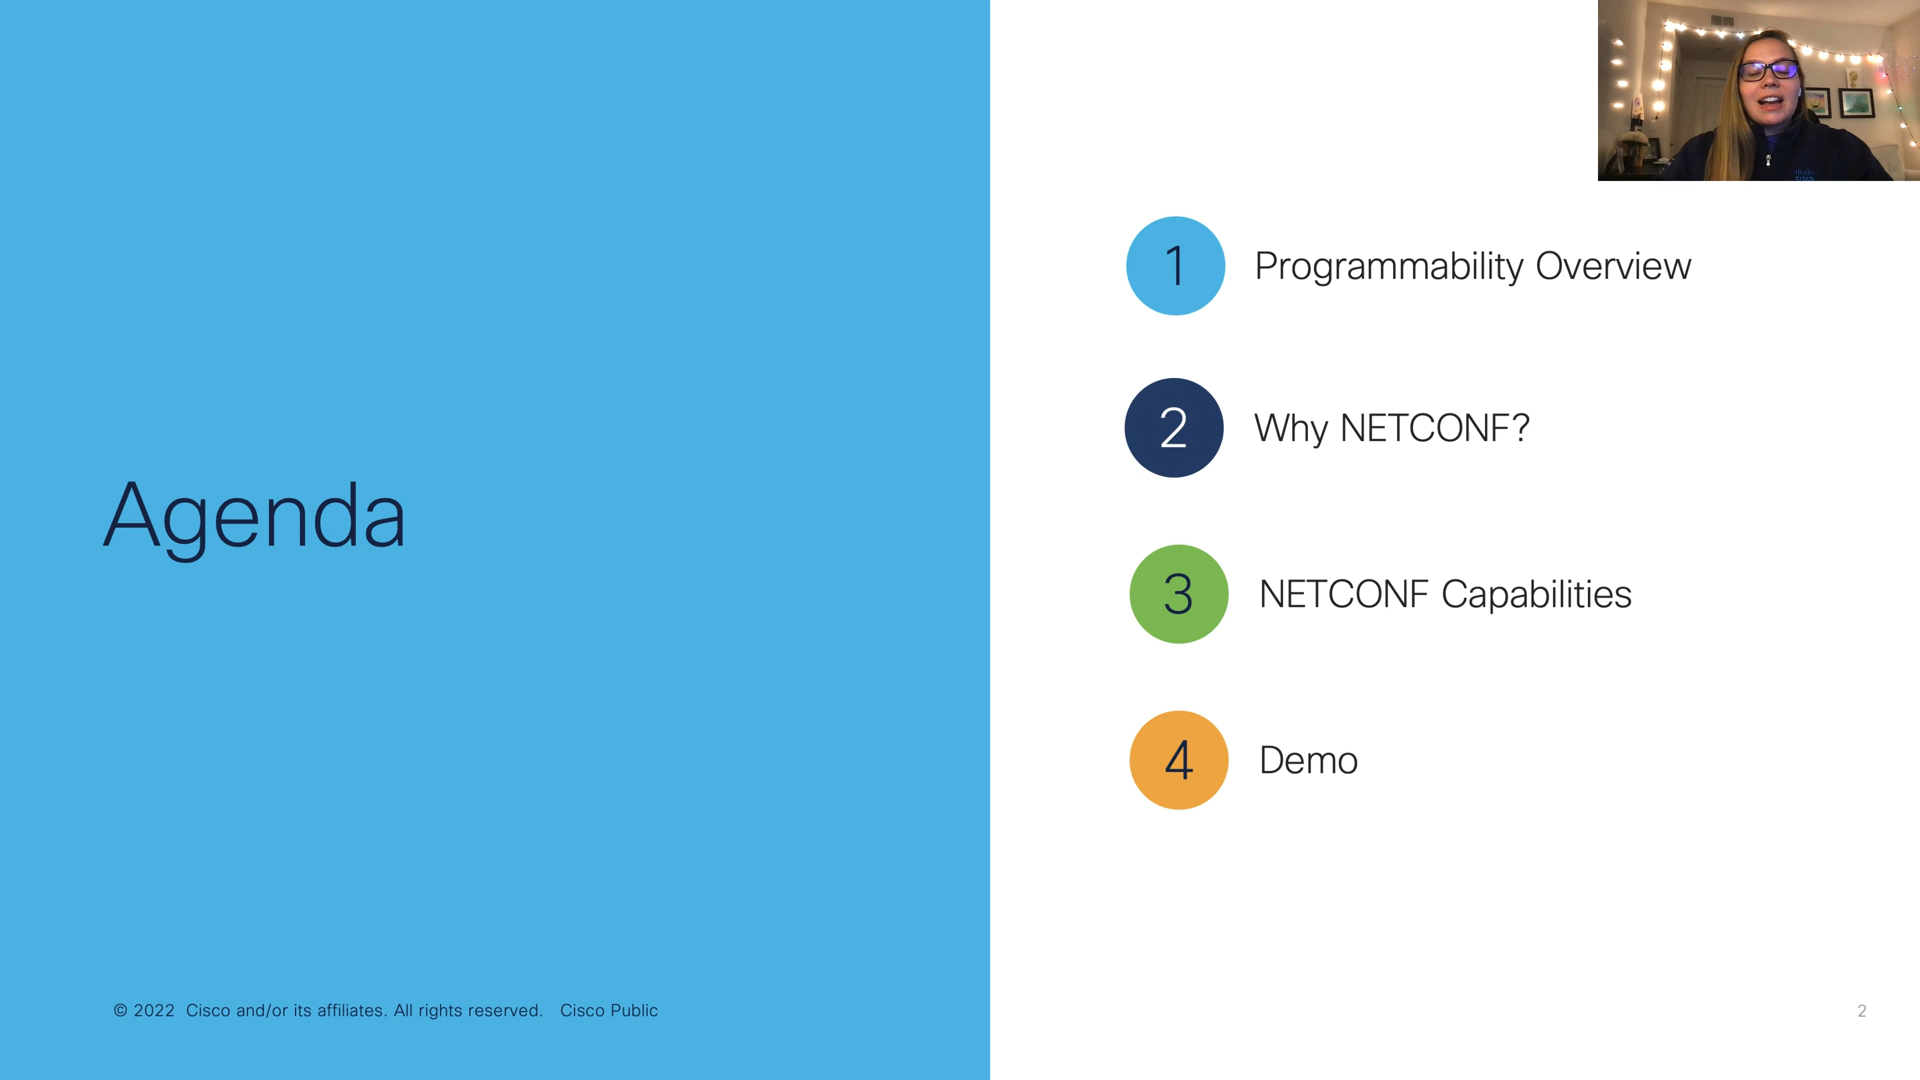 Agenda
1 Programmability Overview
2 Why NETCONF?
3 NETCONF Capabilities
4 Demo
© 2022 Cisco and/or its affiliates. All rights reserved. Cisco Public
2
cisco